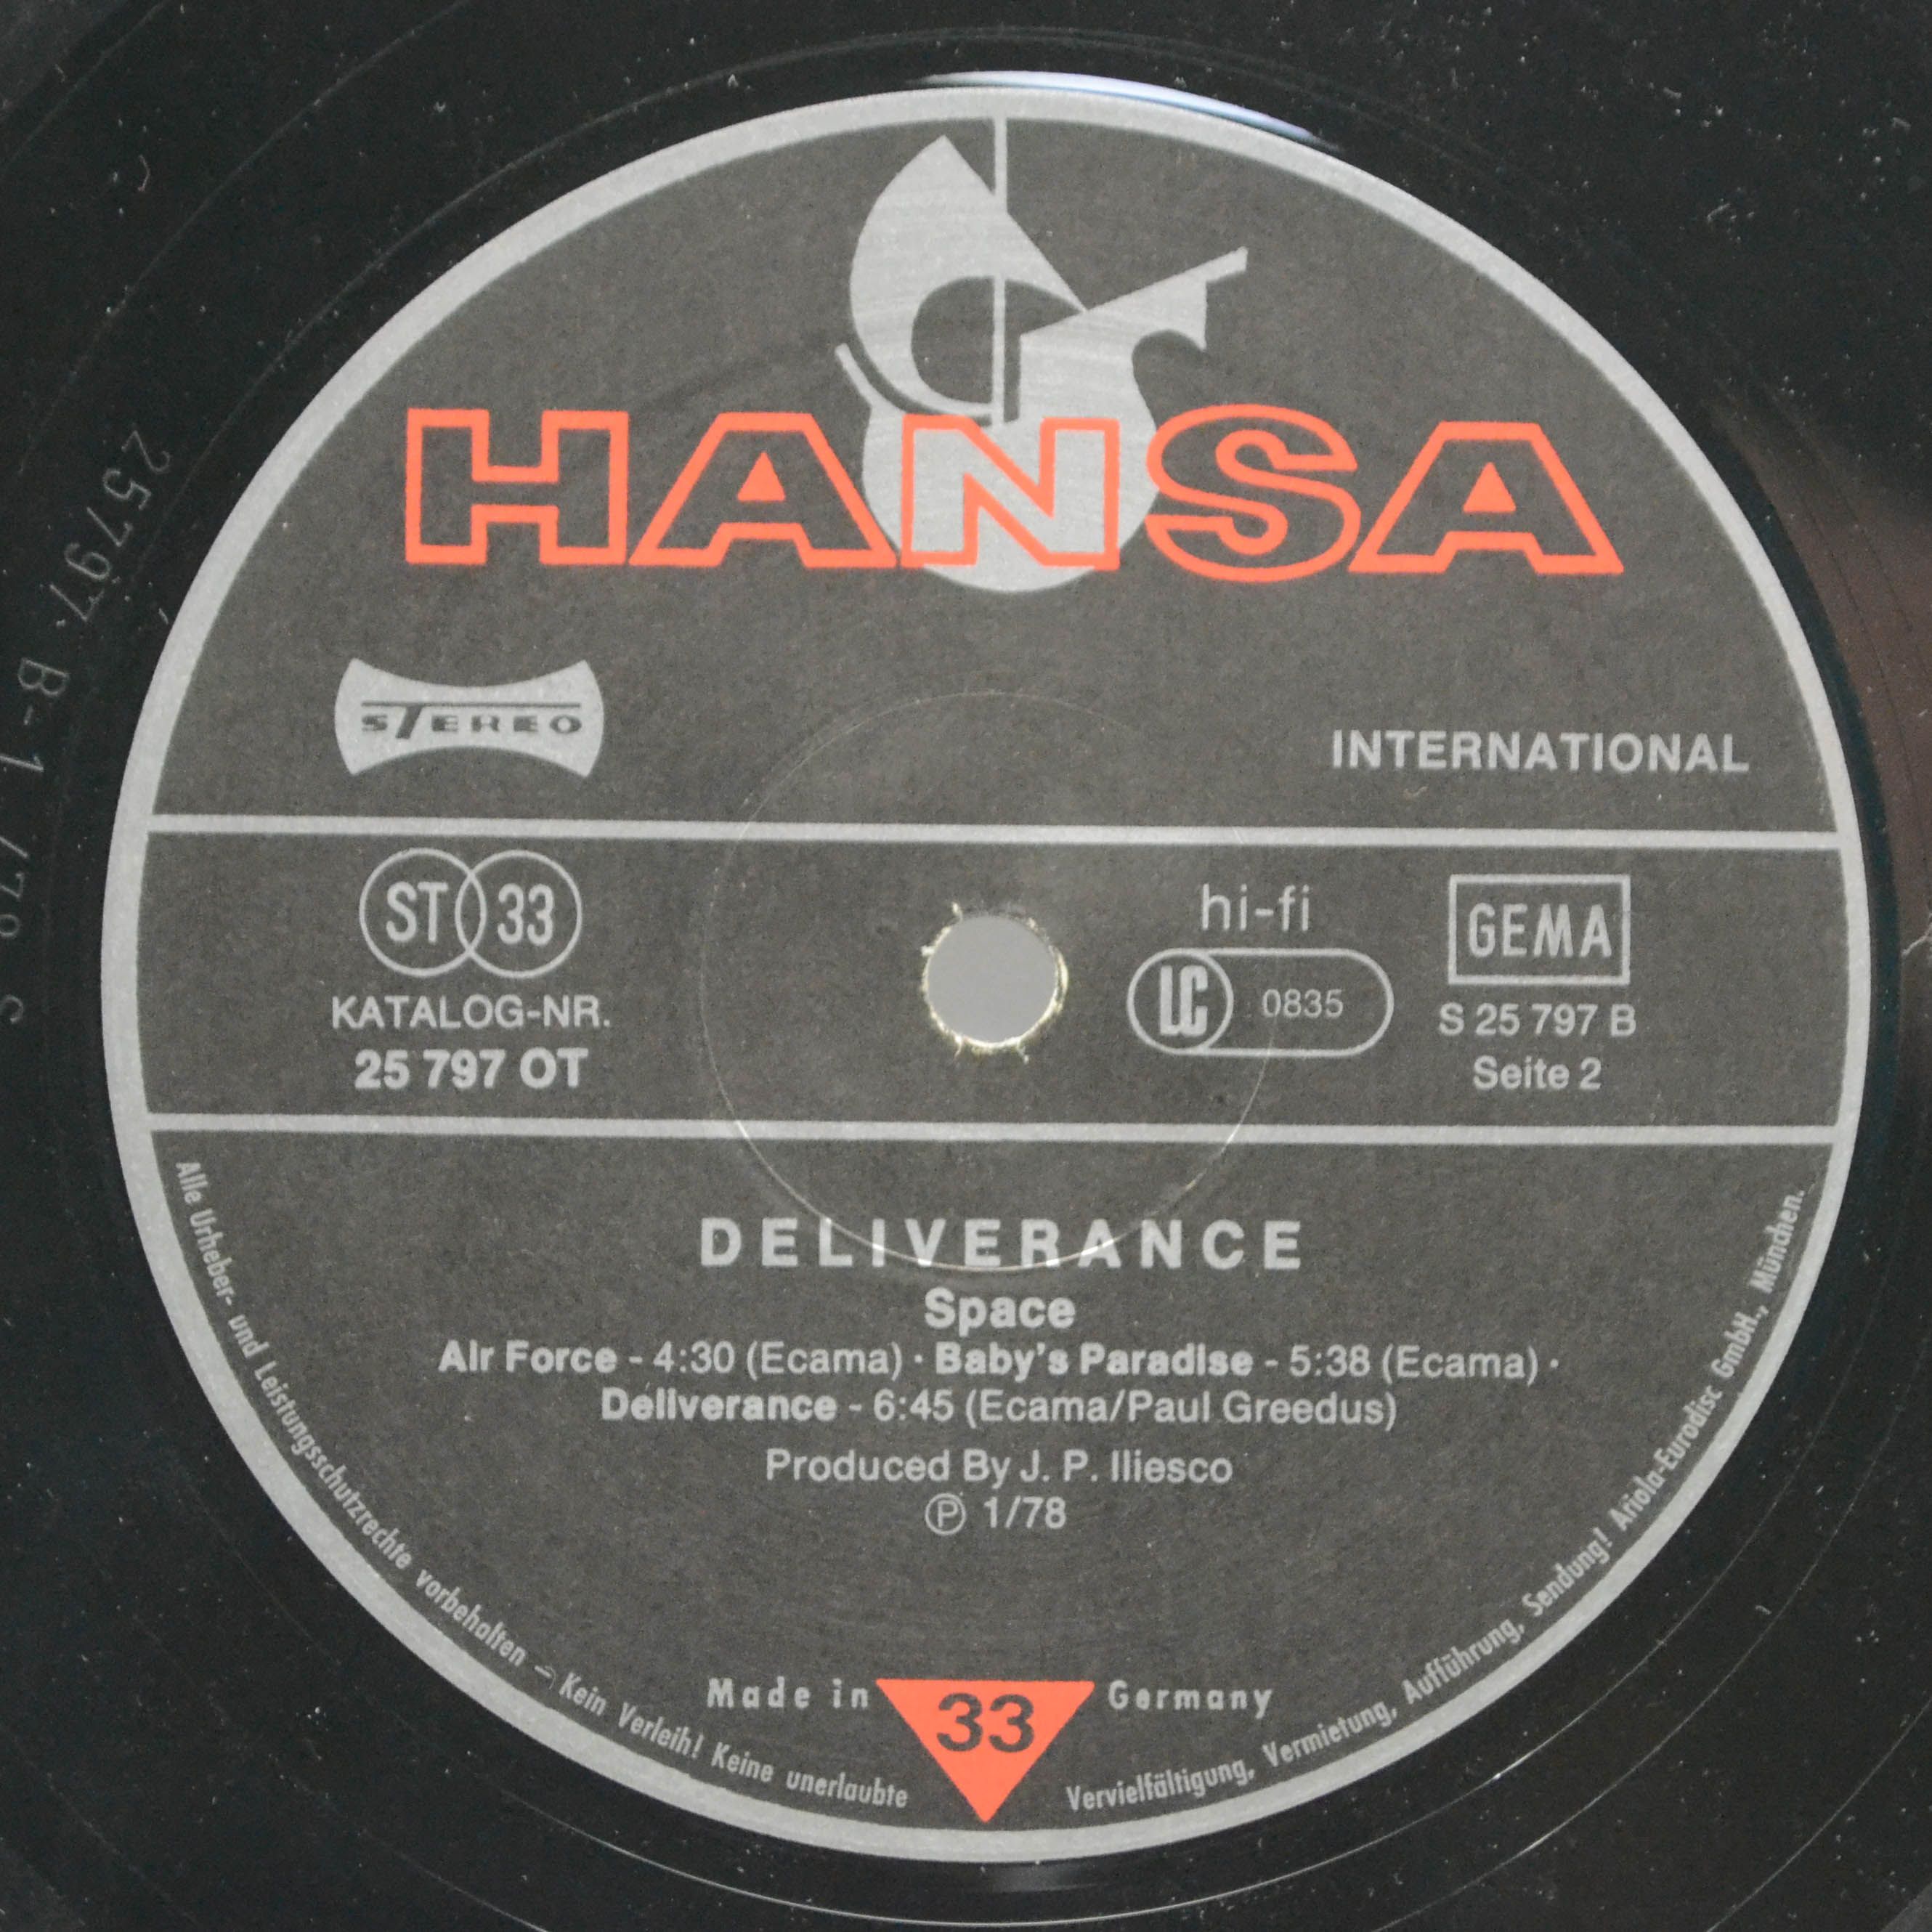 HANSA
STEREO
INTERNATIONAL
ST 33
KATALOG-NR.
25 797 OT
hi-fi
LC 0835
GEMA
S 25 797 B
Seite 2
DELIVERANCE
Space
Air Force - 4:30 (Ecama) · Baby's Paradise - 5:38 (Ecama) ·
Deliverance - 6:45 (Ecama/Paul Greedus)
Produced By J. P. Iliesco
Ⓟ 1/78
Made in 33 Germany
Alle Urheber- und Leistungsschutzrechte vorbehalten – Kein Verleih! Keine unerlaubte Vervielfältigung, Vermietung, Aufführung, Sendung! Ariola-Eurodisc GmbH., München.
25797 B-1